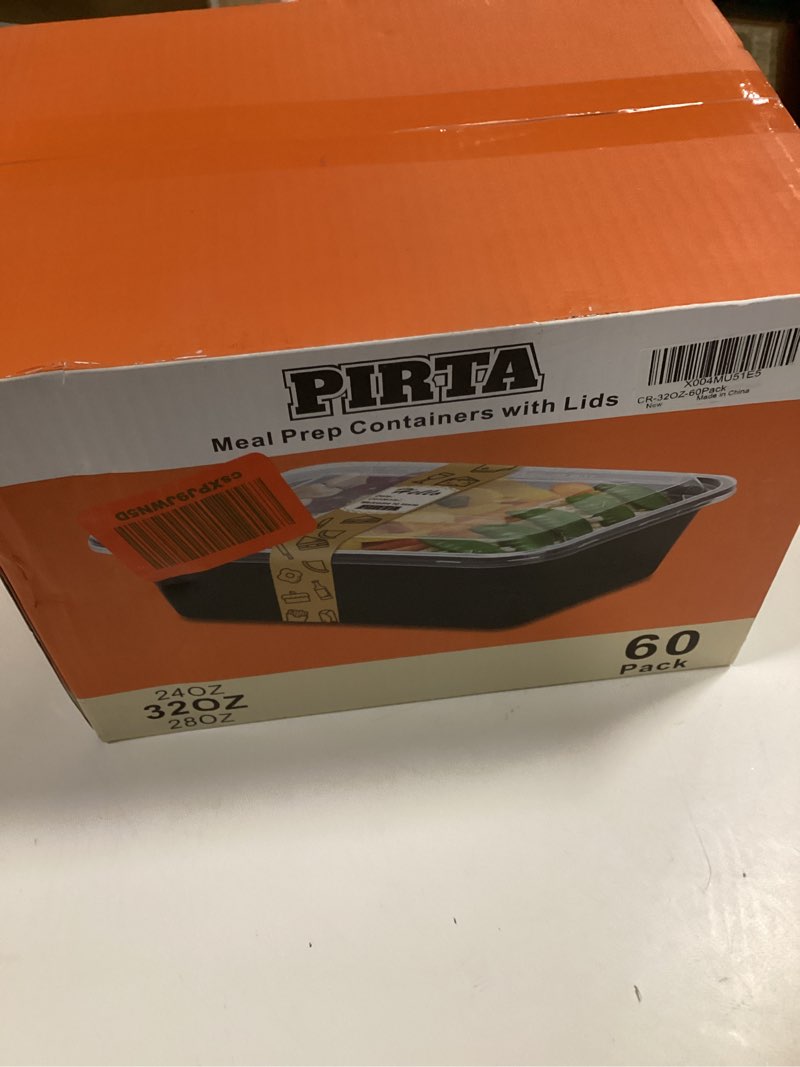 PIRTA
Meal Prep Containers with Lids
X004MU51E5
CR-32OZ-60Pack
New
Made in China
csXPJ9JWN5D
24OZ
32OZ
28OZ
60
Pack